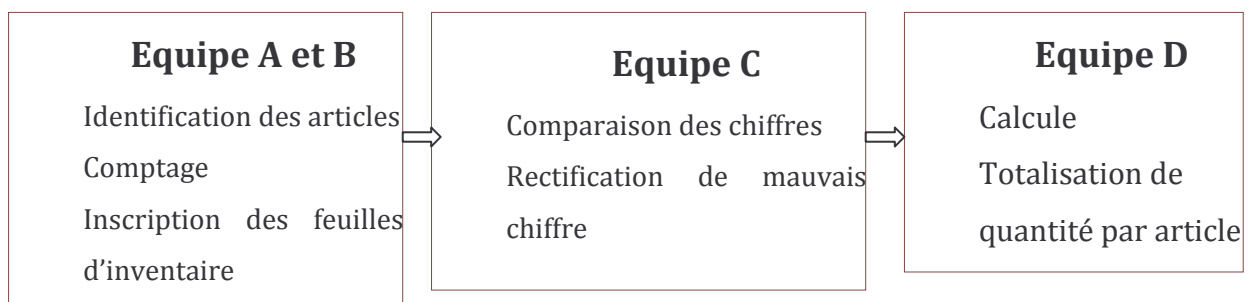 Equipe A et B
Identification des articles
Comptage
Inscription des feuilles
d’inventaire
Equipe C
Comparaison des chiffres
Rectification de mauvais
chiffre
Equipe D
Calcule
Totalisation de
quantité par article